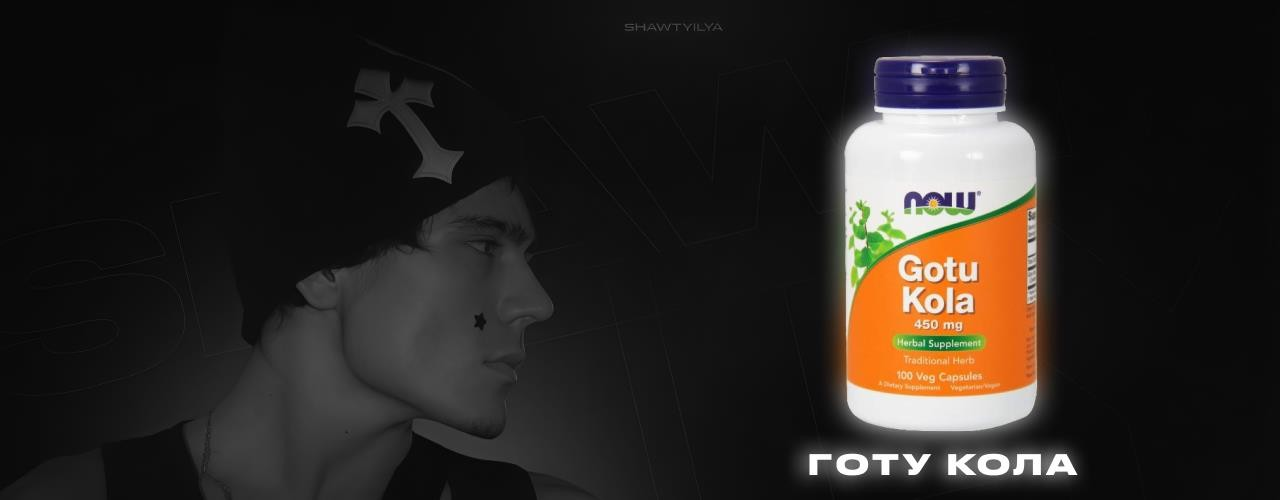 SHAWTYILYA
now
Gotu
Kola
450 mg
Herbal Supplement
Traditional Herb
100 Veg Capsules
A Dietary Supplement Vegetarian/Vegan
ГОТУ КОЛА